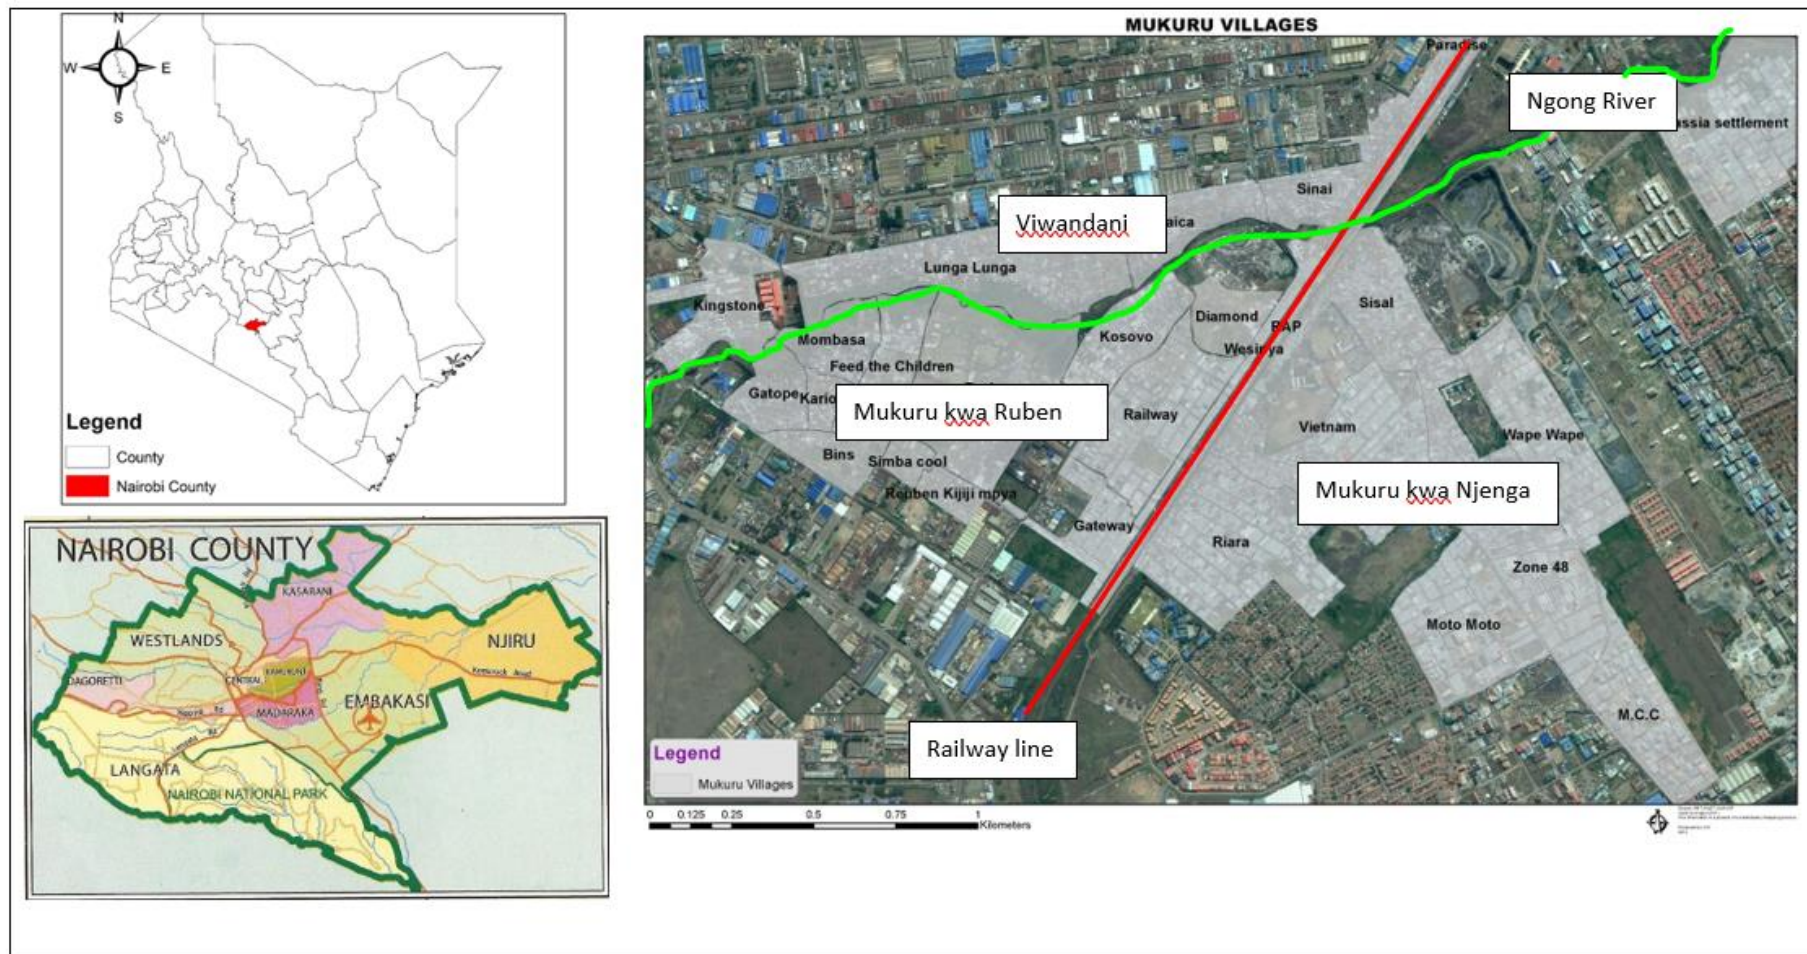 N
W
E
S
Legend
County
Nairobi County
NAIROBI COUNTY
KASARANI
WESTLANDS
NJIRU
DAGORETTI
CENTRAL
KAMUKUNJI
EMBAKASI
MADARAKA
LANGATA
NAIROBI NATIONAL PARK
MUKURU VILLAGES
Paradise
Ngong River
assia settlement
Sinai
Viwandani
aica
Lunga Lunga
Kingstone
Sisal
Diamond
RAP
Mombasa
Kosovo
Wesinya
Feed the Children
Gatope
Kario
Mukuru kwa Ruben
Railway
Vietnam
Wape Wape
Bins
Simba cool
Reuben Kijiji mpya
Mukuru kwa Njenga
Gateway
Riara
Zone 48
Moto Moto
M.C.C
Railway line
Legend
Mukuru Villages
0 0.125 0.25 0.5 0.75 1
Kilometers